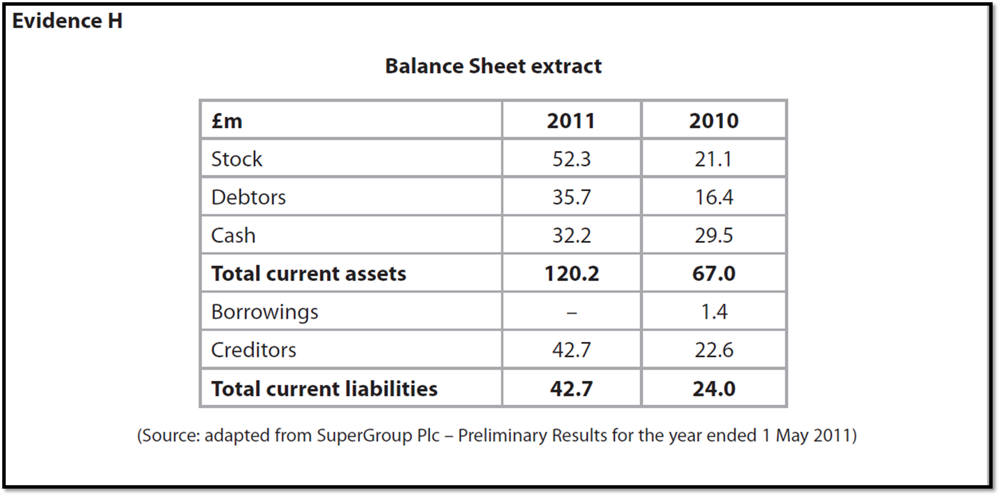 Evidence H
Balance Sheet extract
£m 2011 2010
Stock 52.3 21.1
Debtors 35.7 16.4
Cash 32.2 29.5
Total current assets 120.2 67.0
Borrowings – 1.4
Creditors 42.7 22.6
Total current liabilities 42.7 24.0
(Source: adapted from SuperGroup Plc – Preliminary Results for the year ended 1 May 2011)